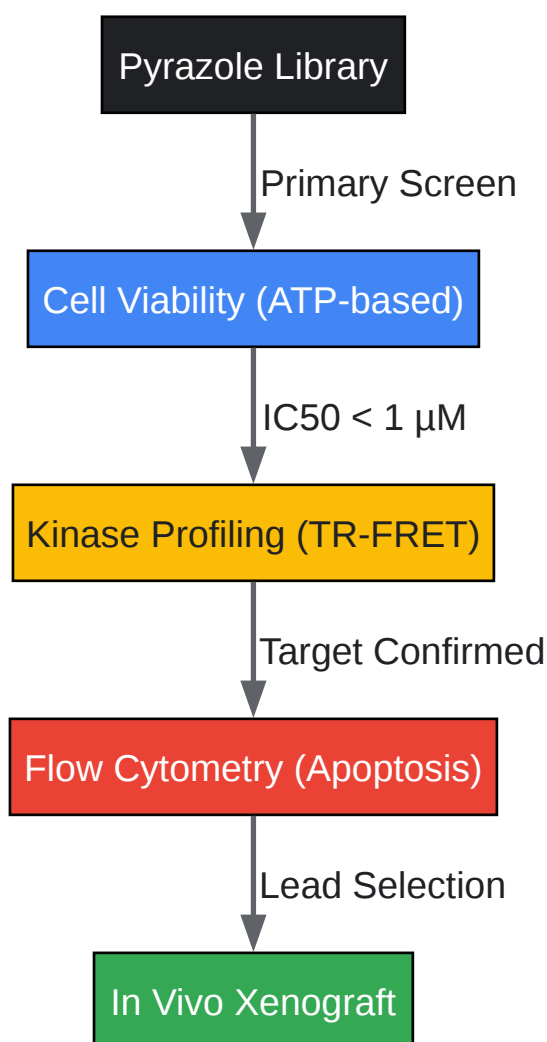 Pyrazole Library
Primary Screen
Cell Viability (ATP-based)
IC50 < 1 µM
Kinase Profiling (TR-FRET)
Target Confirmed
Flow Cytometry (Apoptosis)
Lead Selection
In Vivo Xenograft